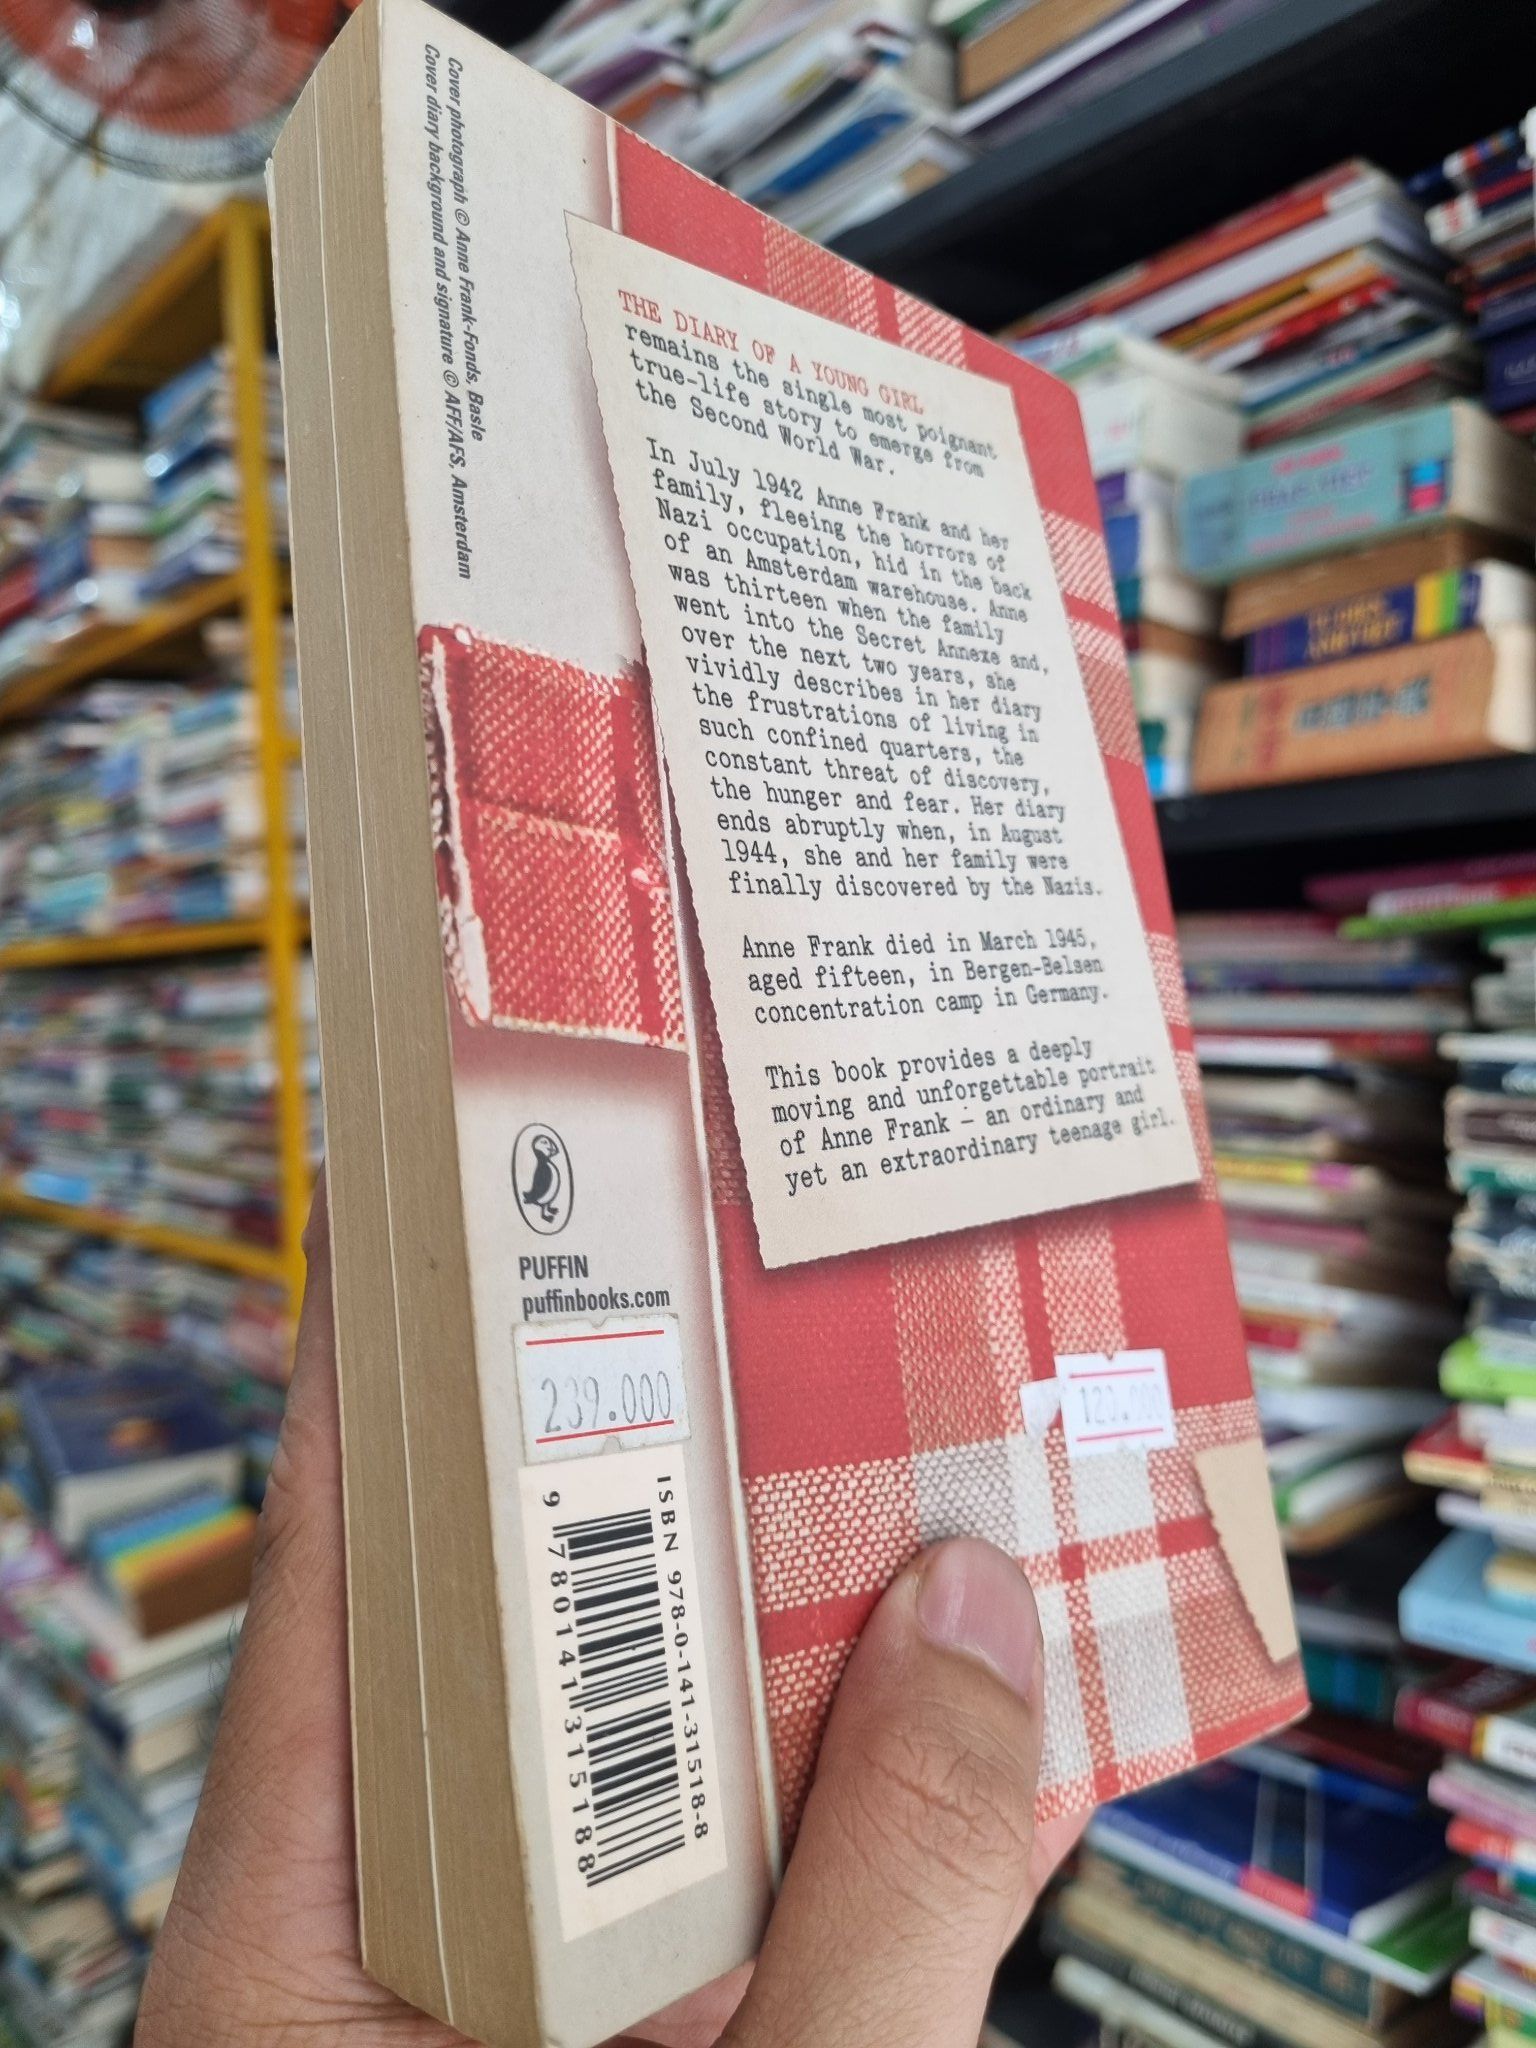 Cover photograph © Anne Frank-Fonds, Basle
Cover diary background and signature © AFF/AFS, Amsterdam
THE DIARY OF A YOUNG GIRL
remains the single most poignant
true-life story to emerge from
the Second World War.
In July 1942 Anne Frank and her
family, fleeing the horrors of
Nazi occupation, hid in the back
of an Amsterdam warehouse. Anne
was thirteen when the family
went into the Secret Annexe and,
over the next two years, she
vividly describes in her diary
the frustrations of living in
such confined quarters, the
constant threat of discovery,
the hunger and fear. Her diary
ends abruptly when, in August
1944, she and her family were
finally discovered by the Nazis.
Anne Frank died in March 1945,
aged fifteen, in Bergen-Belsen
concentration camp in Germany.
This book provides a deeply
moving and unforgettable portrait
of Anne Frank – an ordinary and
yet an extraordinary teenage girl.
PUFFIN
puffinbooks.com
239.000
120.000
ISBN 978-0-141-31518-8
9 780141 315188